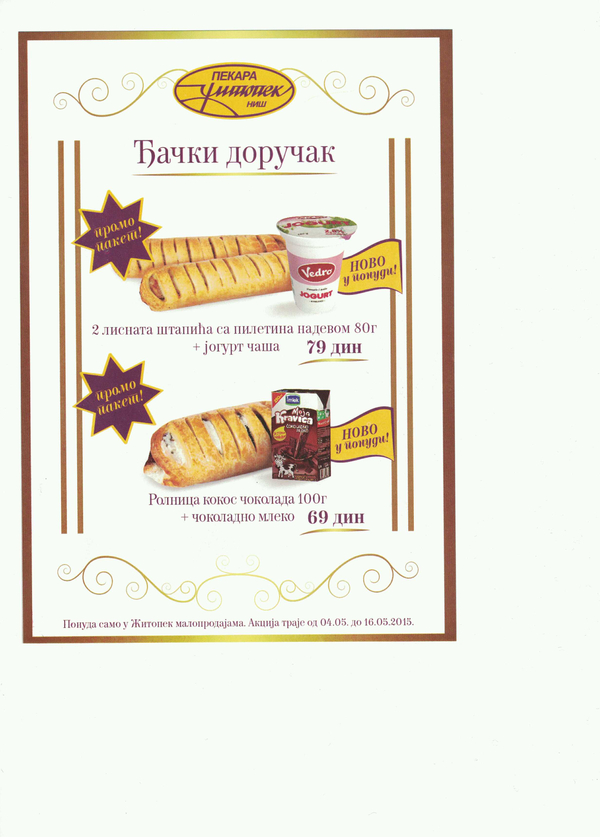 ПЕКАРА
Житопек
НИШ
Ђачки доручак
промо
пакет!
Vedro
JOGURT
НОВО
у понуди!
2 лисната штапића са пилетина надевом 80г
+ јогурт чаша 79 дин
промо
пакет!
Moja
Kravica
НОВО
у понуди!
Ролница кокос чоколада 100г
+ чоколадно млеко 69 дин
Понуда само у Житопек малопродајама. Акција траје од 04.05. до 16.05.2015.